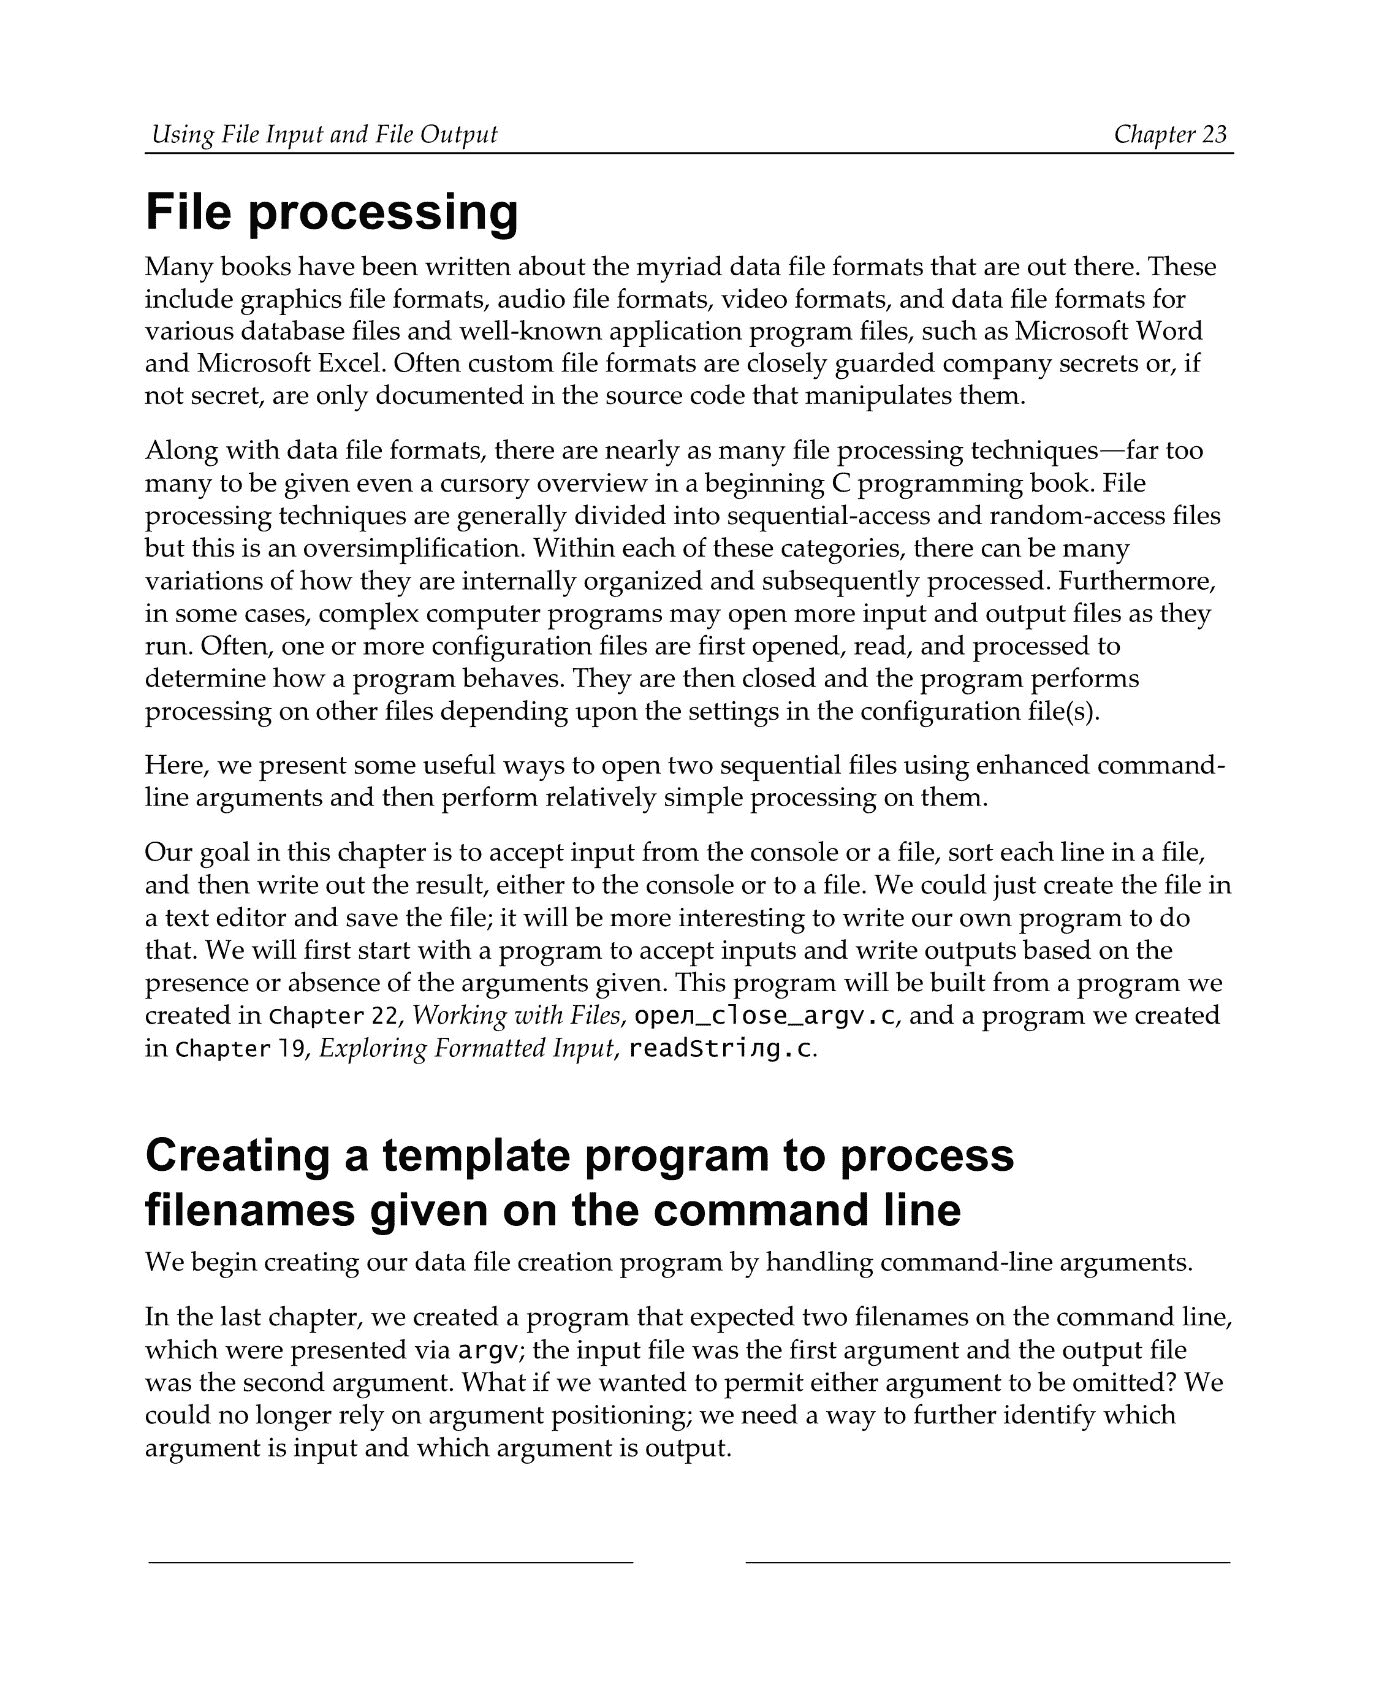 Using File Input and File Output Chapter 23
File processing
Many books have been written about the myriad data file formats that are out there. These
include graphics file formats, audio file formats, video formats, and data file formats for
various database files and well-known application program files, such as Microsoft Word
and Microsoft Excel. Often custom file formats are closely guarded company secrets or, if
not secret, are only documented in the source code that manipulates them.
Along with data file formats, there are nearly as many file processing techniques—far too
many to be given even a cursory overview in a beginning C programming book. File
processing techniques are generally divided into sequential-access and random-access files
but this is an oversimplification. Within each of these categories, there can be many
variations of how they are internally organized and subsequently processed. Furthermore,
in some cases, complex computer programs may open more input and output files as they
run. Often, one or more configuration files are first opened, read, and processed to
determine how a program behaves. They are then closed and the program performs
processing on other files depending upon the settings in the configuration file(s).
Here, we present some useful ways to open two sequential files using enhanced command-
line arguments and then perform relatively simple processing on them.
Our goal in this chapter is to accept input from the console or a file, sort each line in a file,
and then write out the result, either to the console or to a file. We could just create the file in
a text editor and save the file; it will be more interesting to write our own program to do
that. We will first start with a program to accept inputs and write outputs based on the
presence or absence of the arguments given. This program will be built from a program we
created in Chapter 22, Working with Files, open_close_argv.c, and a program we created
in Chapter 19, Exploring Formatted Input, readString.c.
Creating a template program to process
filenames given on the command line
We begin creating our data file creation program by handling command-line arguments.
In the last chapter, we created a program that expected two filenames on the command line,
which were presented via argv; the input file was the first argument and the output file
was the second argument. What if we wanted to permit either argument to be omitted? We
could no longer rely on argument positioning; we need a way to further identify which
argument is input and which argument is output.